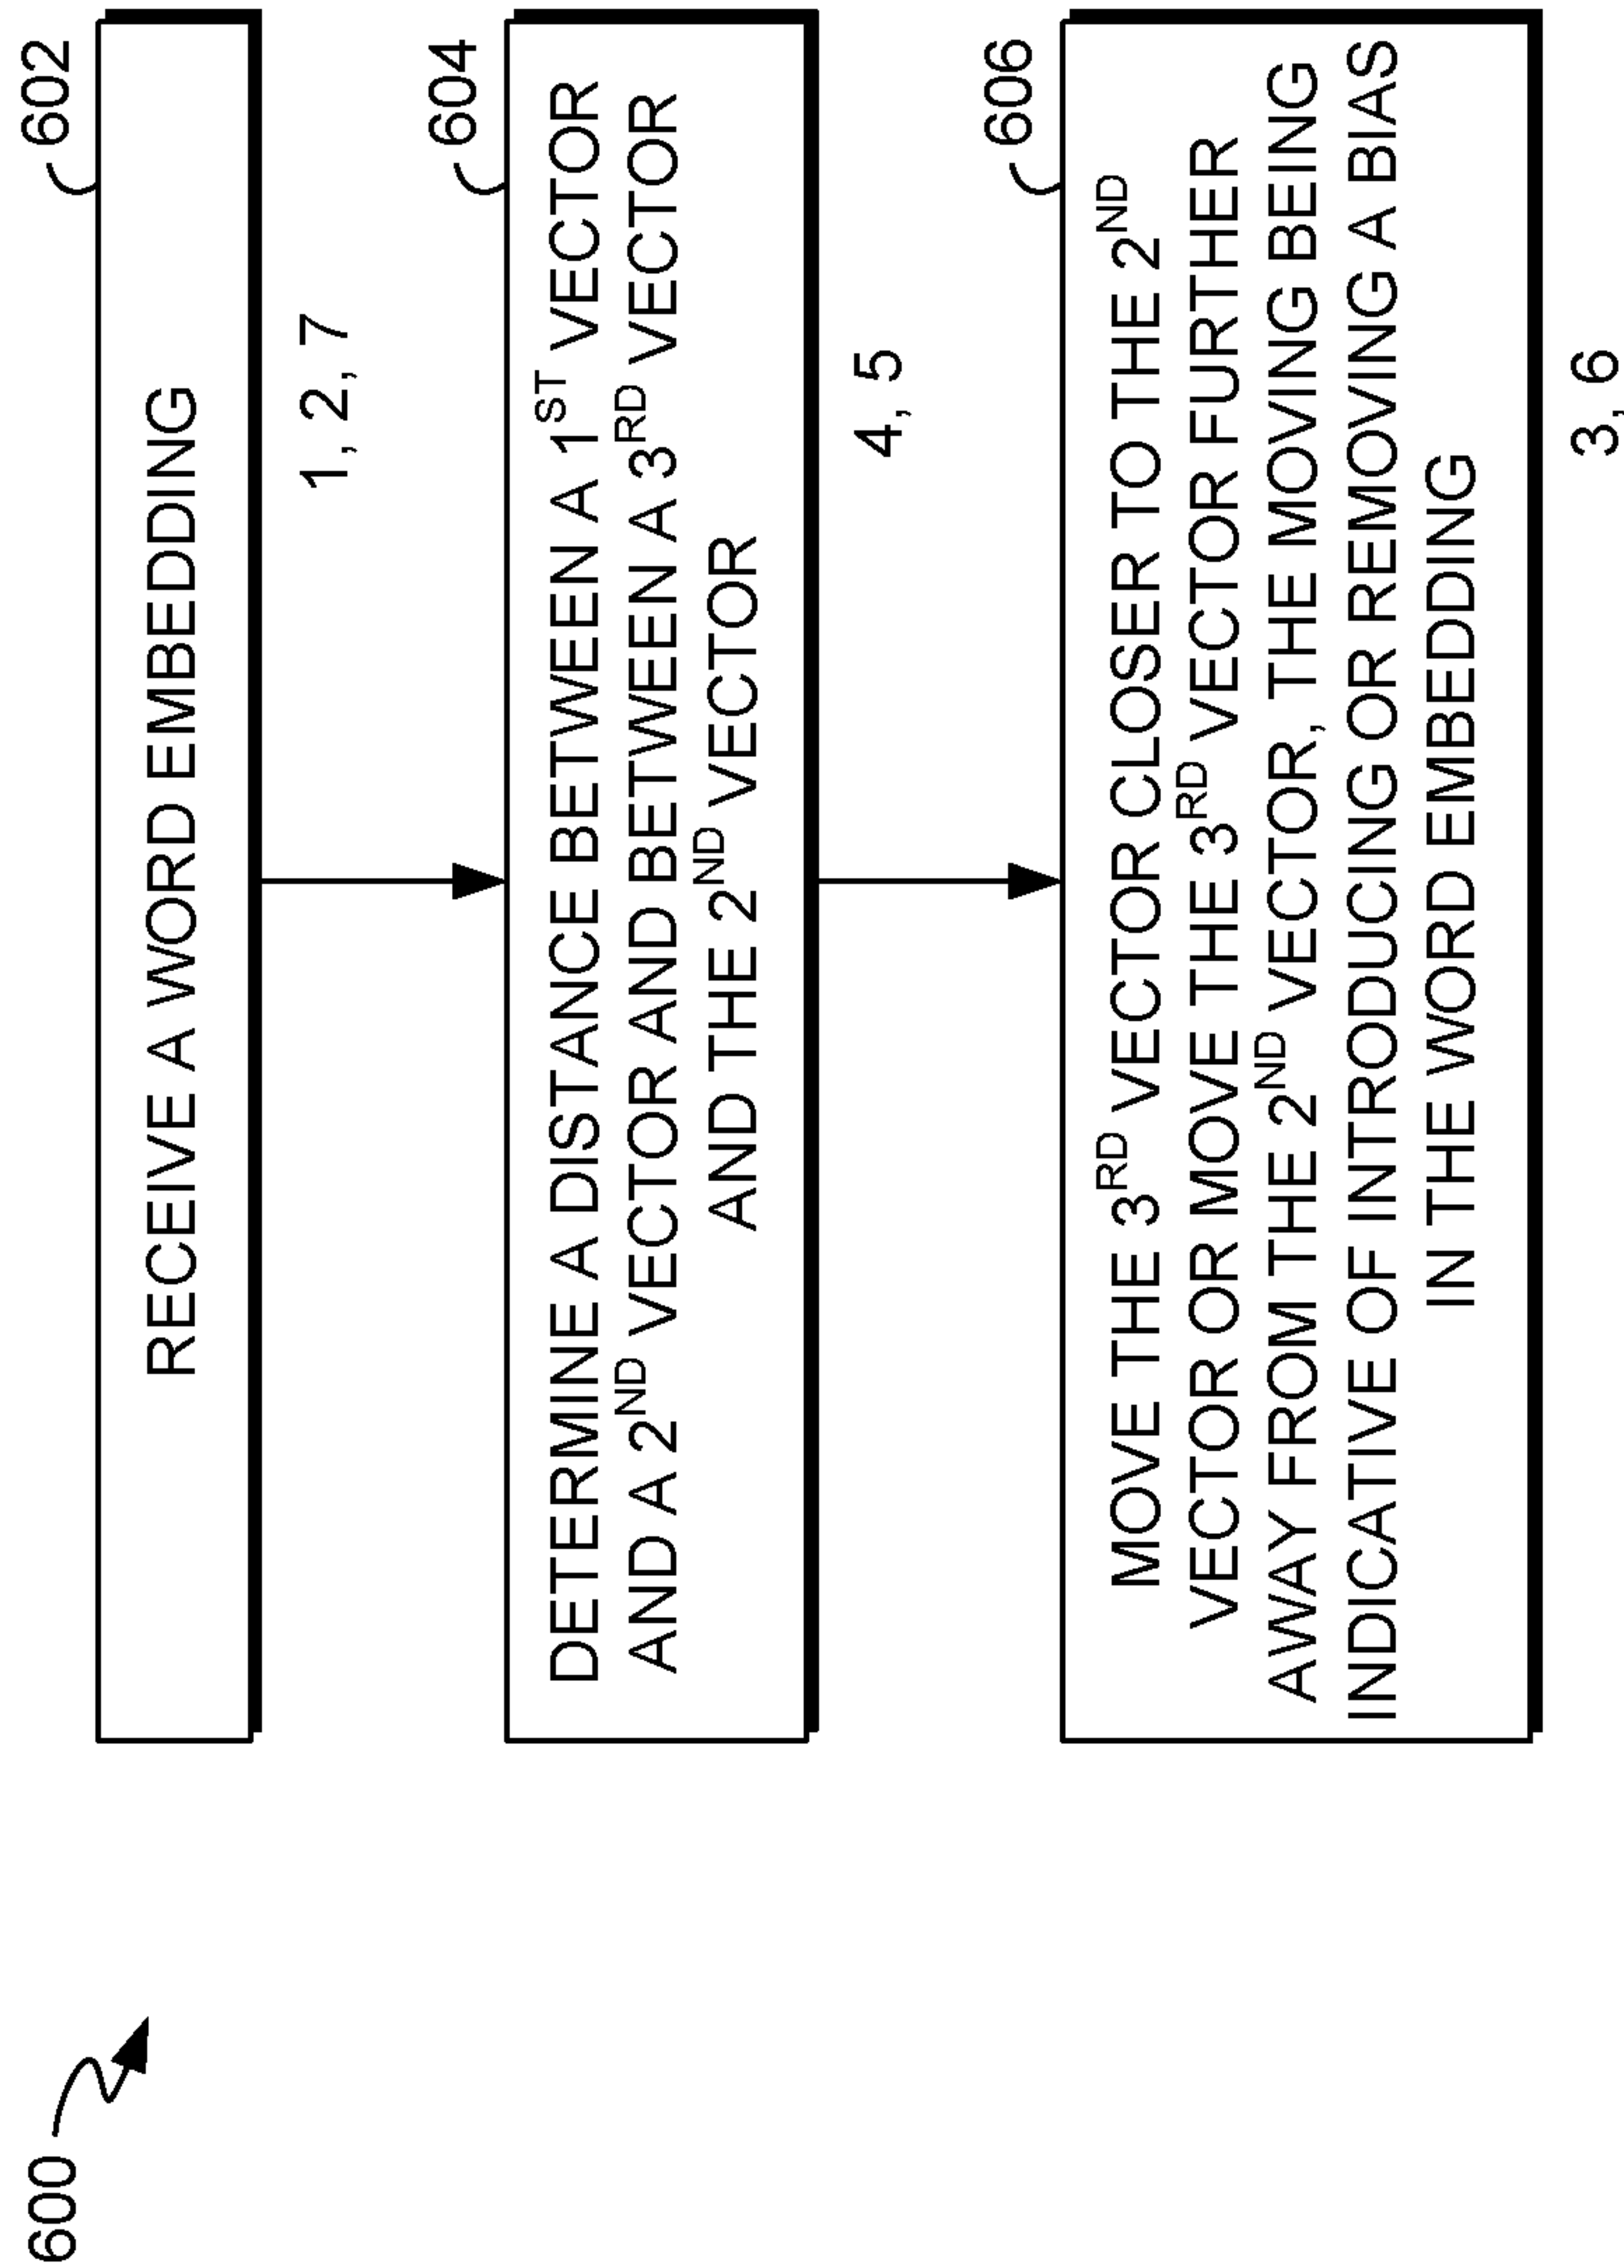 600
602
RECEIVE A WORD EMBEDDING
1, 2, 7
604
DETERMINE A DISTANCE BETWEEN A 1ST VECTOR
AND A 2ND VECTOR AND BETWEEN A 3RD VECTOR
AND THE 2ND VECTOR
4, 5
606
MOVE THE 3RD VECTOR CLOSER TO THE 2ND
VECTOR OR MOVE THE 3RD VECTOR FURTHER
AWAY FROM THE 2ND VECTOR, THE MOVING BEING
INDICATIVE OF INTRODUCING OR REMOVING A BIAS
IN THE WORD EMBEDDING
3, 6